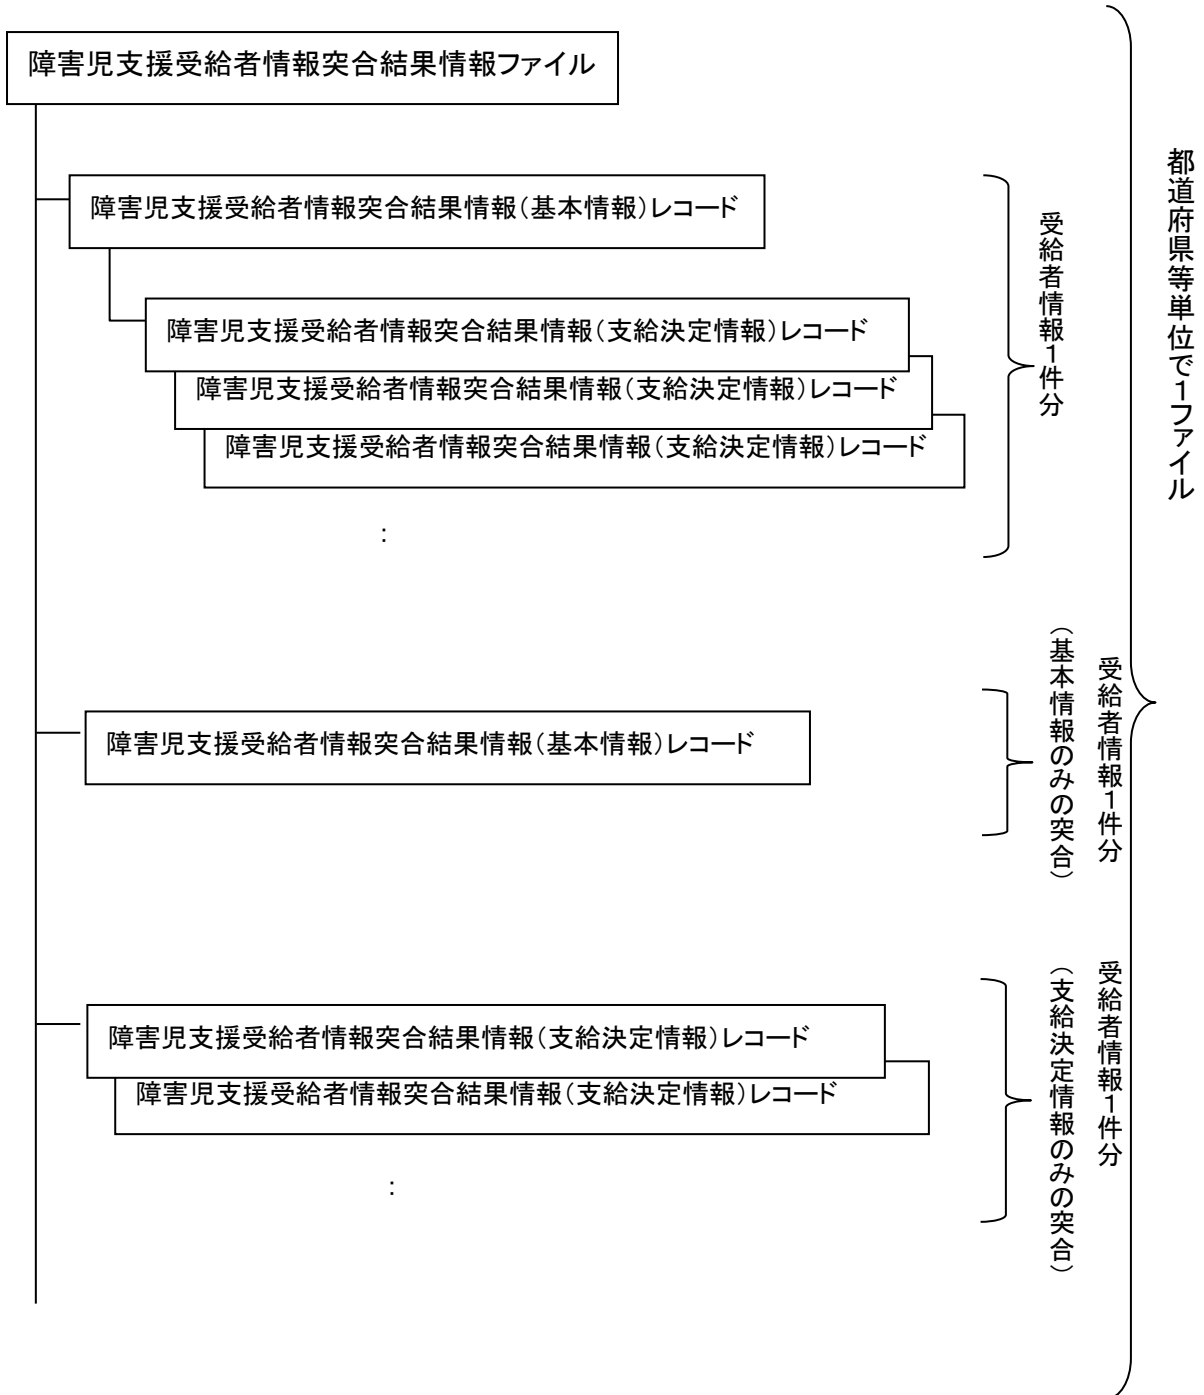 障害児支援受給者情報突合結果情報ファイル
障害児支援受給者情報突合結果情報(基本情報)レコード
障害児支援受給者情報突合結果情報(支給決定情報)レコード
障害児支援受給者情報突合結果情報(支給決定情報)レコード
障害児支援受給者情報突合結果情報(支給決定情報)レコード
:
受給者情報1件分
都道府県等単位で1ファイル
障害児支援受給者情報突合結果情報(基本情報)レコード
受給者情報1件分
(基本情報のみの突合)
障害児支援受給者情報突合結果情報(支給決定情報)レコード
障害児支援受給者情報突合結果情報(支給決定情報)レコード
:
受給者情報1件分
(支給決定情報のみの突合)